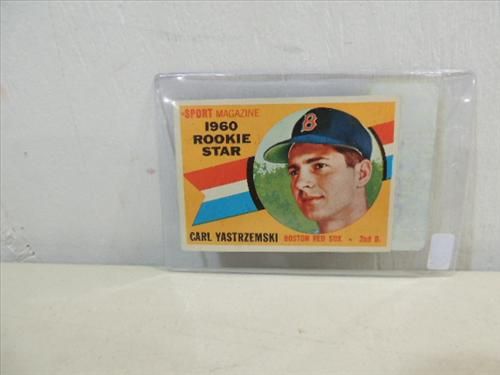 SPORT MAGAZINE
1960
ROOKIE
STAR
B
CARL YASTRZEMSKI BOSTON RED SOX - 2nd B.